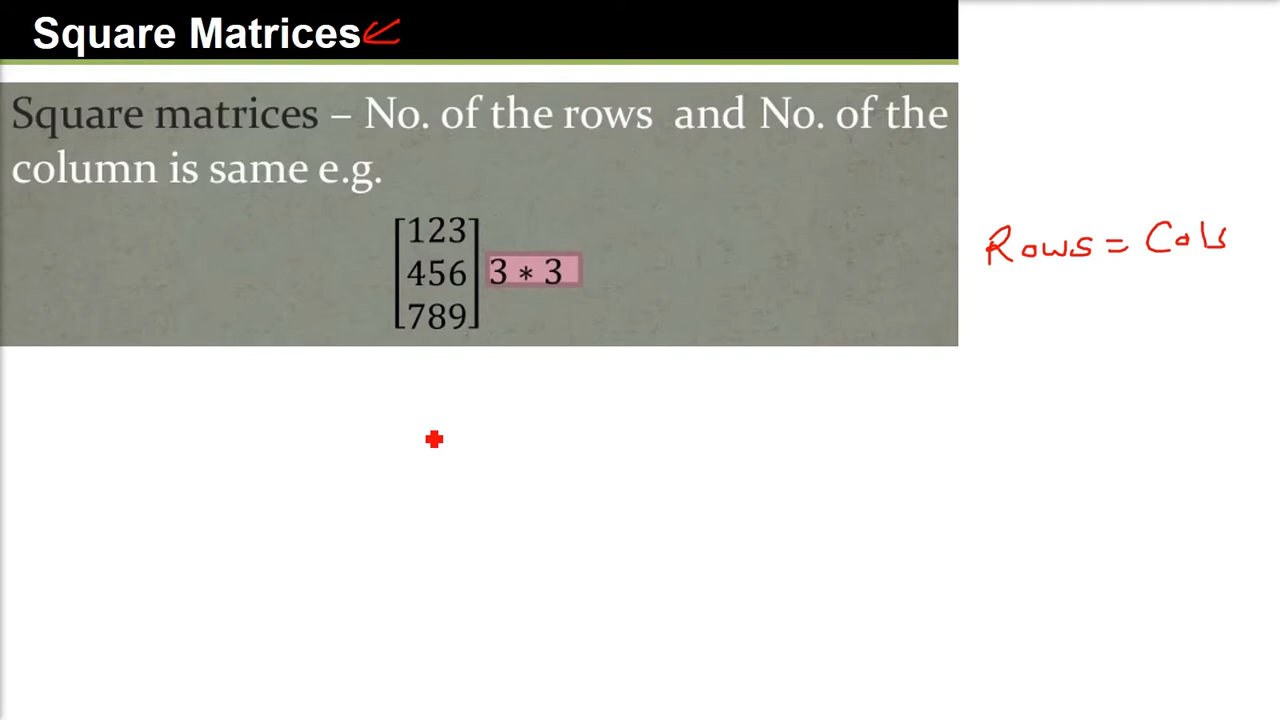 Square Matrices
Square matrices – No. of the rows and No. of the
column is same e.g.
[123]
[456] 3 * 3
[789]
Rows = Cols